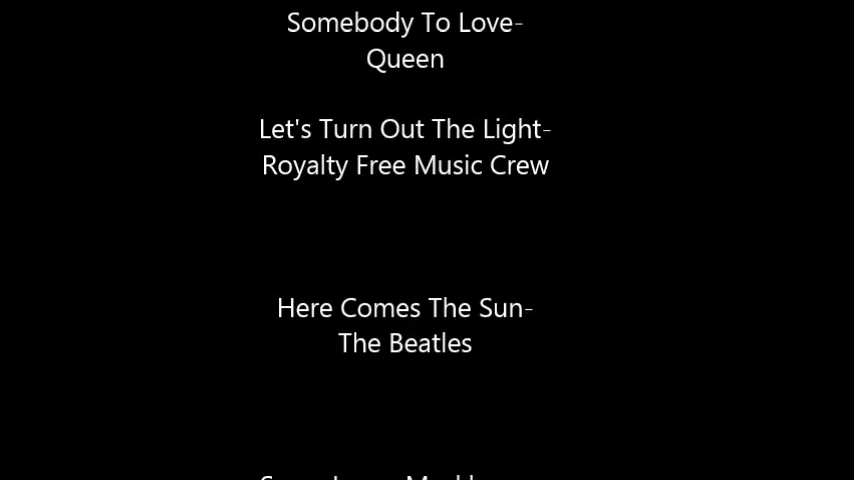 Somebody To Love-
Queen
Let's Turn Out The Light-
Royalty Free Music Crew
Here Comes The Sun-
The Beatles